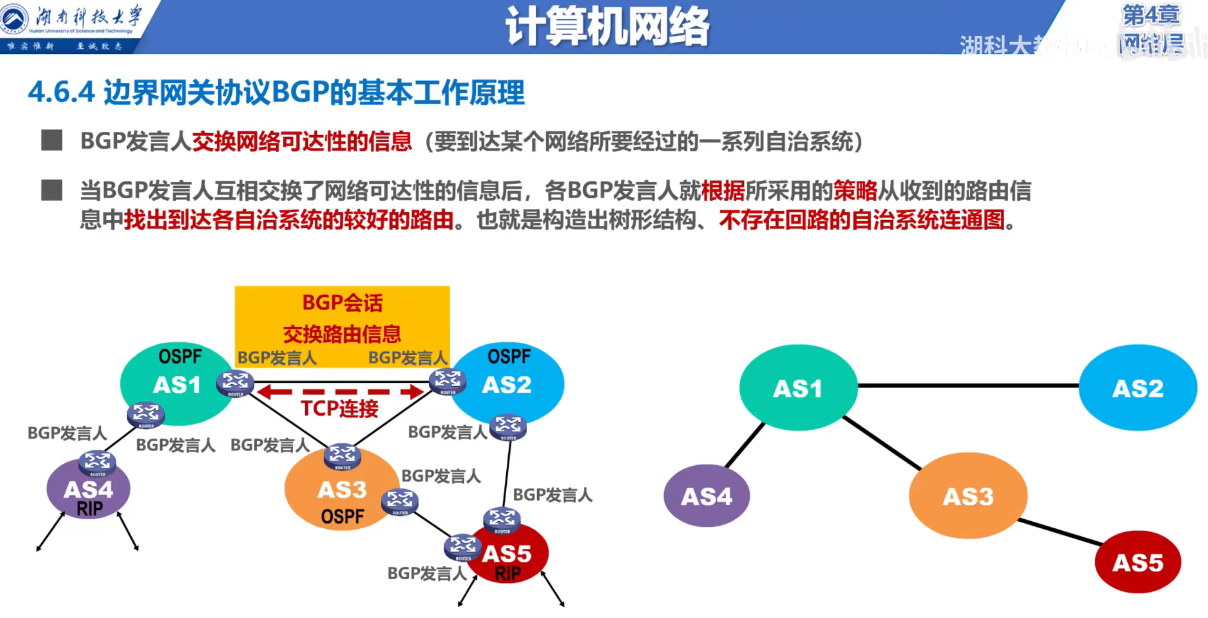 湖南科技大学
Hunan University of Science and Technology
唯实惟新 至诚致志
计算机网络
第4章
网络层
湖科大教
bilibili
4.6.4 边界网关协议BGP的基本工作原理
BGP发言人交换网络可达性的信息（要到达某个网络所要经过的一系列自治系统）
当BGP发言人互相交换了网络可达性的信息后，各BGP发言人就根据所采用的策略从收到的路由信
息中找出到达各自治系统的较好的路由。也就是构造出树形结构、不存在回路的自治系统连通图。
BGP会话
交换路由信息
OSPF
BGP发言人
BGP发言人
OSPF
AS1
ROUTER
ROUTER
AS2
TCP连接
ROUTER
ROUTER
BGP发言人
BGP发言人
BGP发言人
BGP发言人
ROUTER
ROUTER
BGP发言人
AS4
RIP
AS3
OSPF
ROUTER
BGP发言人
ROUTER
ROUTER
AS5
RIP
BGP发言人
AS1
AS2
AS4
AS3
AS5